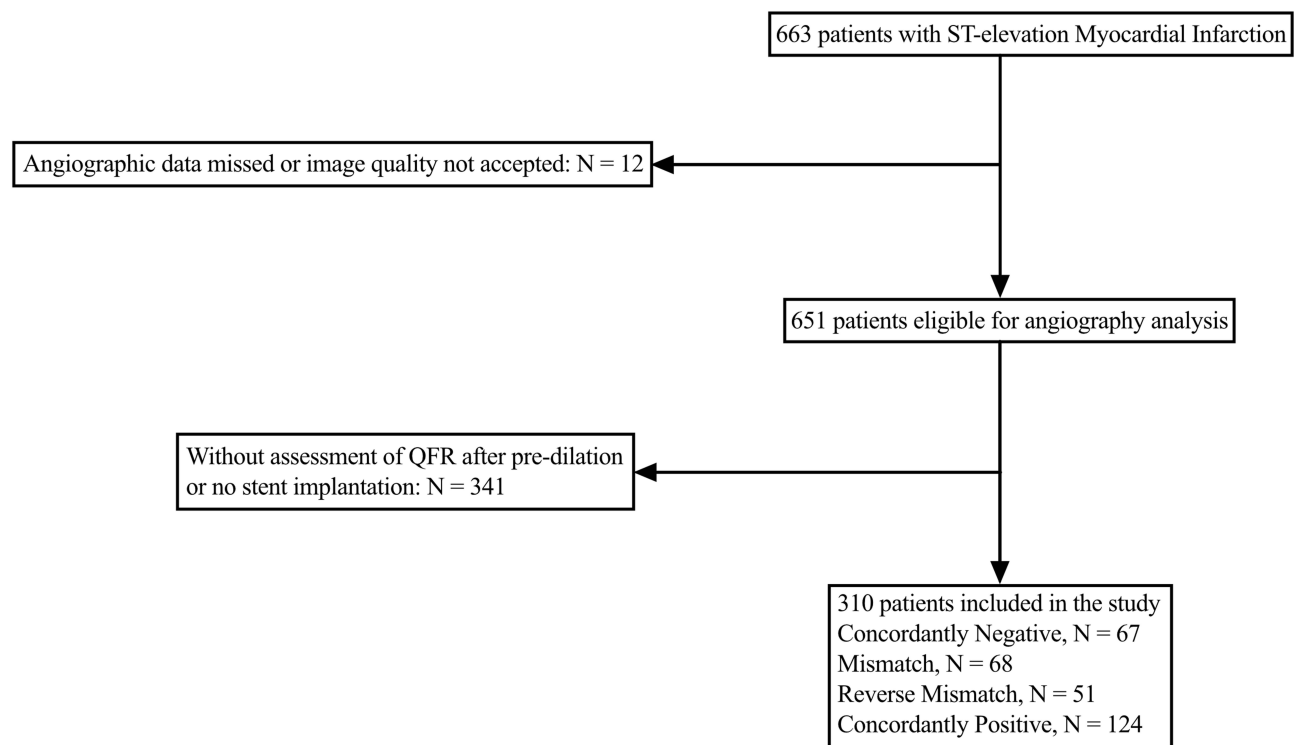 663 patients with ST-elevation Myocardial Infarction
Angiographic data missed or image quality not accepted: N = 12
651 patients eligible for angiography analysis
Without assessment of QFR after pre-dilation
or no stent implantation: N = 341
310 patients included in the study
Concordantly Negative, N = 67
Mismatch, N = 68
Reverse Mismatch, N = 51
Concordantly Positive, N = 124